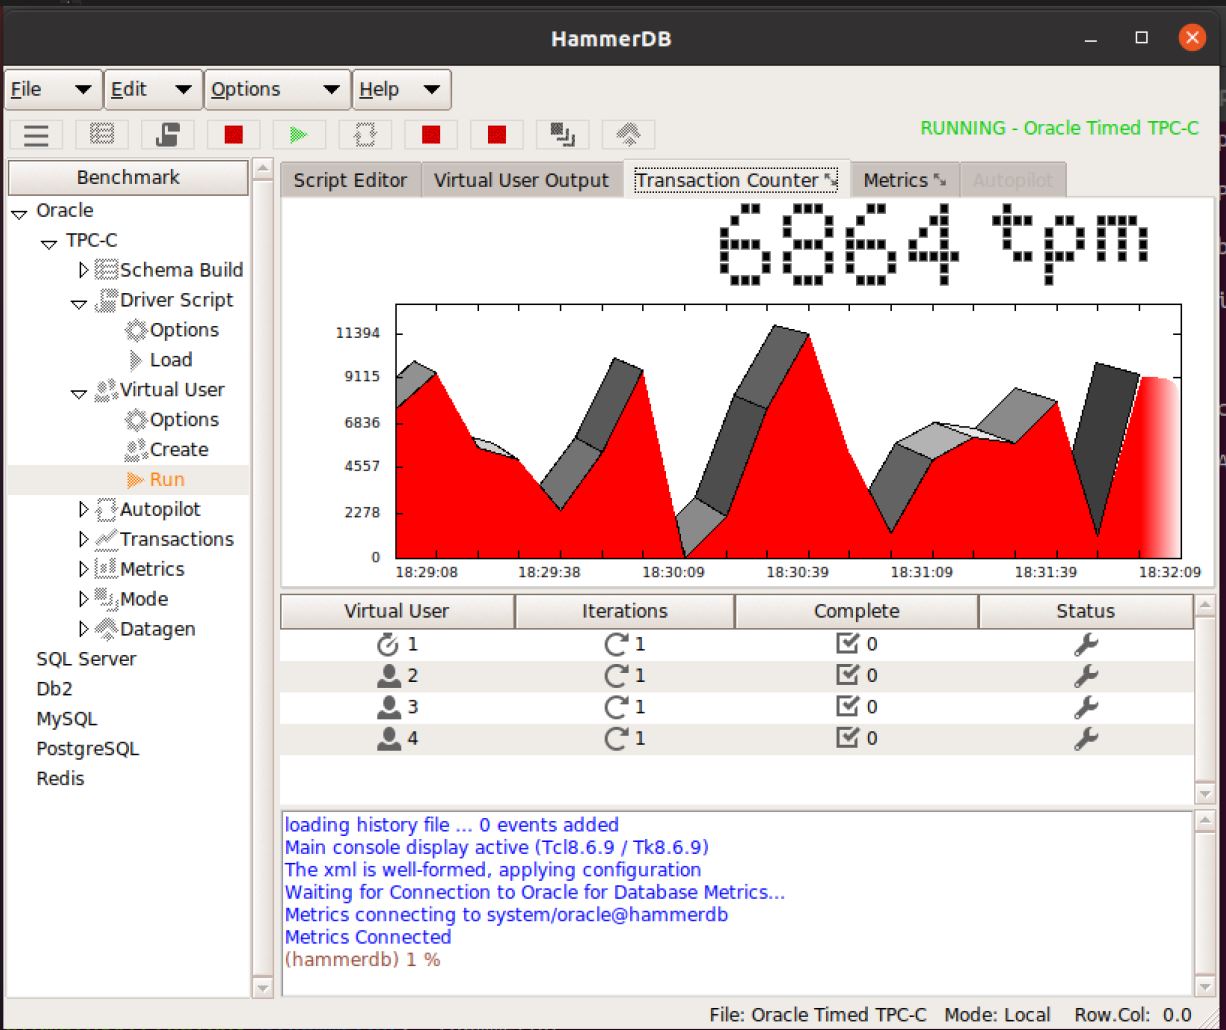 HammerDB
File Edit Options Help
RUNNING - Oracle Timed TPC-C
Benchmark
Oracle
TPC-C
Schema Build
Driver Script
Options
Load
Virtual User
Options
Create
Run
Autopilot
Transactions
Metrics
Mode
Datagen
SQL Server
Db2
MySQL
PostgreSQL
Redis
Script Editor Virtual User Output Transaction Counter Metrics Autopilot
6864 tpm
11394
9115
6836
4557
2278
0
18:29:08 18:29:38 18:30:09 18:30:39 18:31:09 18:31:39 18:32:09
Virtual User Iterations Complete Status
1 1 0
2 1 0
3 1 0
4 1 0
loading history file ... 0 events added
Main console display active (Tcl8.6.9 / Tk8.6.9)
The xml is well-formed, applying configuration
Waiting for Connection to Oracle for Database Metrics...
Metrics connecting to system/oracle@hammerdb
Metrics Connected
(hammerdb) 1 %
File: Oracle Timed TPC-C Mode: Local Row.Col: 0.0